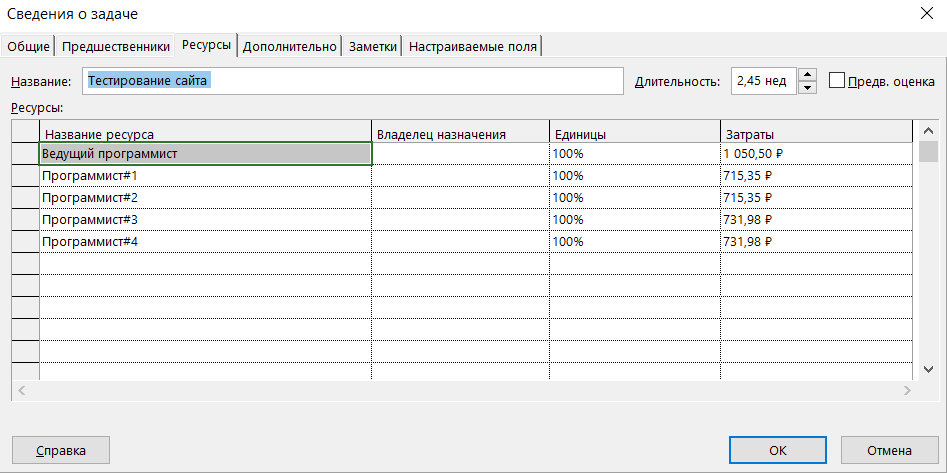 Сведения о задаче
Общие Предшественники Ресурсы Дополнительно Заметки Настраиваемые поля
Название: Тестирование сайта Длительность: 2,45 нед Предв. оценка
Ресурсы:
Название ресурса Владелец назначения Единицы Затраты
Ведущий программист 100% 1 050,50 ₽
Программист#1 100% 715,35 ₽
Программист#2 100% 715,35 ₽
Программист#3 100% 731,98 ₽
Программист#4 100% 731,98 ₽
Справка ОК Отмена